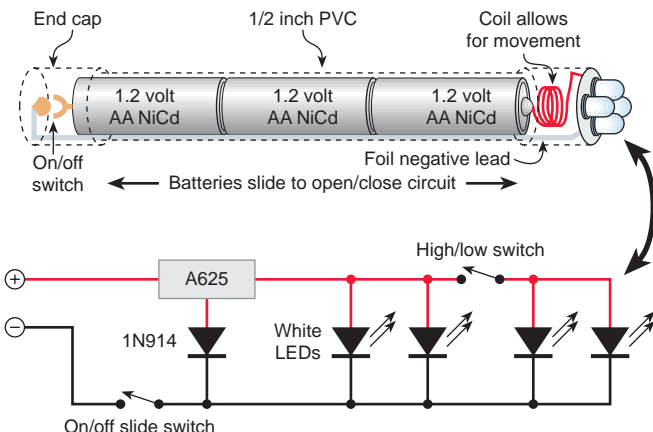 End cap
1/2 inch PVC
Coil allows
for movement
1.2 volt
AA NiCd
1.2 volt
AA NiCd
1.2 volt
AA NiCd
On/off
switch
Foil negative lead
Batteries slide to open/close circuit
High/low switch
+
A625
−
1N914
White
LEDs
On/off slide switch